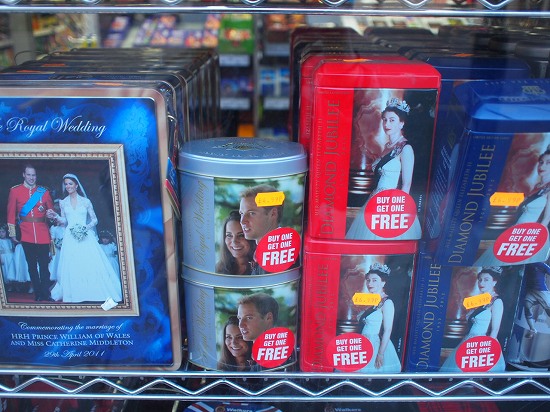 The Royal Wedding
Commemorating the marriage of
HRH PRINCE WILLIAM OF WALES
AND MISS CATHERINE MIDDLETON
29th April 2011
BUY ONE
GET ONE
FREE
BUY ONE
GET ONE
FREE
DIAMOND JUBILEE
BUY ONE
GET ONE
FREE
DIAMOND JUBILEE
BUY ONE
GET ONE
FREE
DIAMOND JUBILEE
BUY ONE
GET ONE
FREE
DIAMOND JUBILEE
BUY ONE
GET ONE
FREE
Walkers